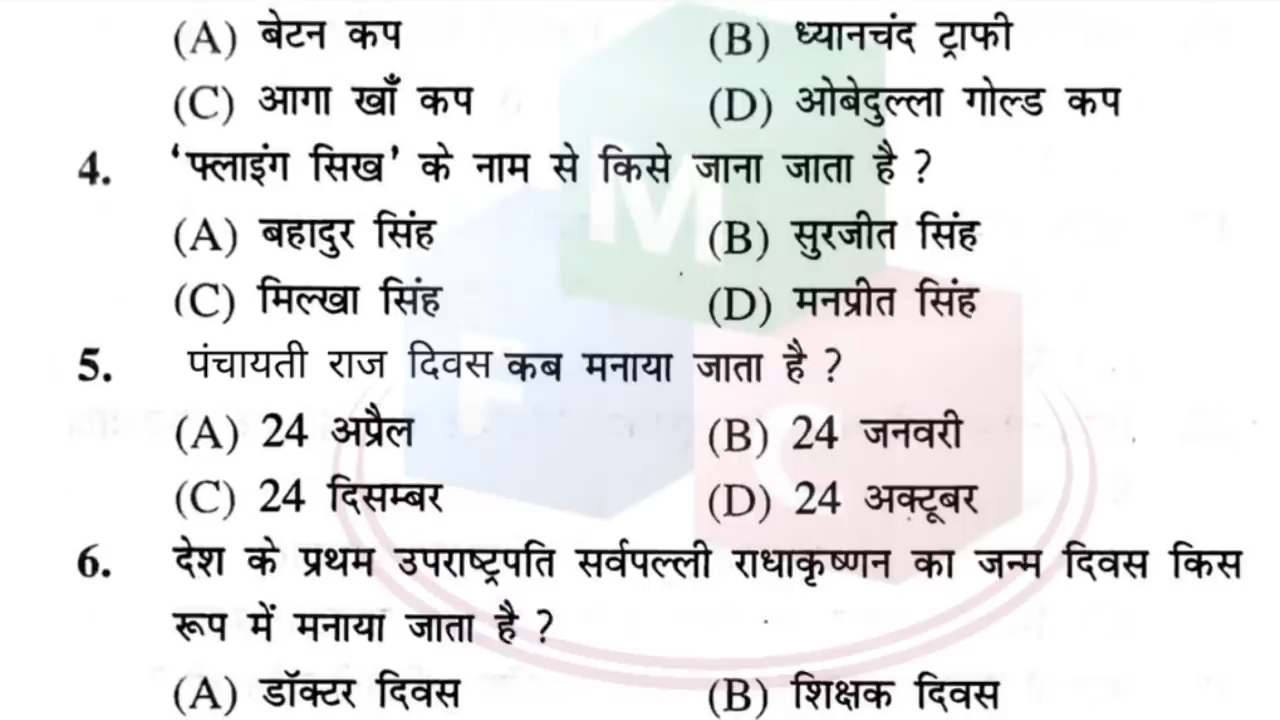 (A) बेटन कप (B) ध्यानचंद ट्राफी
(C) आगा खाँ कप (D) ओबेदुल्ला गोल्ड कप
4. ‘फ्लाइंग सिख’ के नाम से किसे जाना जाता है ?
(A) बहादुर सिंह (B) सुरजीत सिंह
(C) मिल्खा सिंह (D) मनप्रीत सिंह
5. पंचायती राज दिवस कब मनाया जाता है ?
(A) 24 अप्रैल (B) 24 जनवरी
(C) 24 दिसम्बर (D) 24 अक्टूबर
6. देश के प्रथम उपराष्ट्रपति सर्वपल्ली राधाकृष्णन का जन्म दिवस किस
रूप में मनाया जाता है ?
(A) डॉक्टर दिवस (B) शिक्षक दिवस
M
F
C